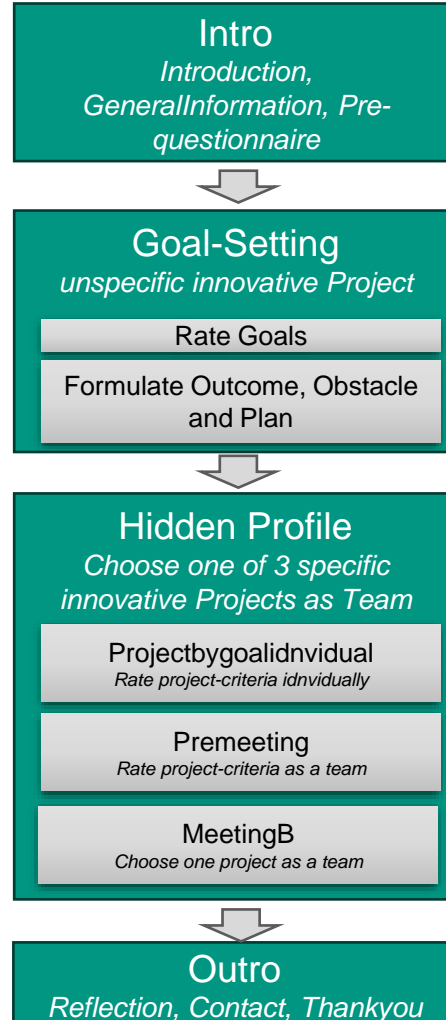 Intro
Introduction,
GeneralInformation, Pre-
questionnaire
Goal-Setting
unspecific innovative Project
Rate Goals
Formulate Outcome, Obstacle
and Plan
Hidden Profile
Choose one of 3 specific
innovative Projects as Team
Projectbygoalidnvidual
Rate project-criteria idnvidually
Premeeting
Rate project-criteria as a team
MeetingB
Choose one project as a team
Outro
Reflection, Contact, Thankyou